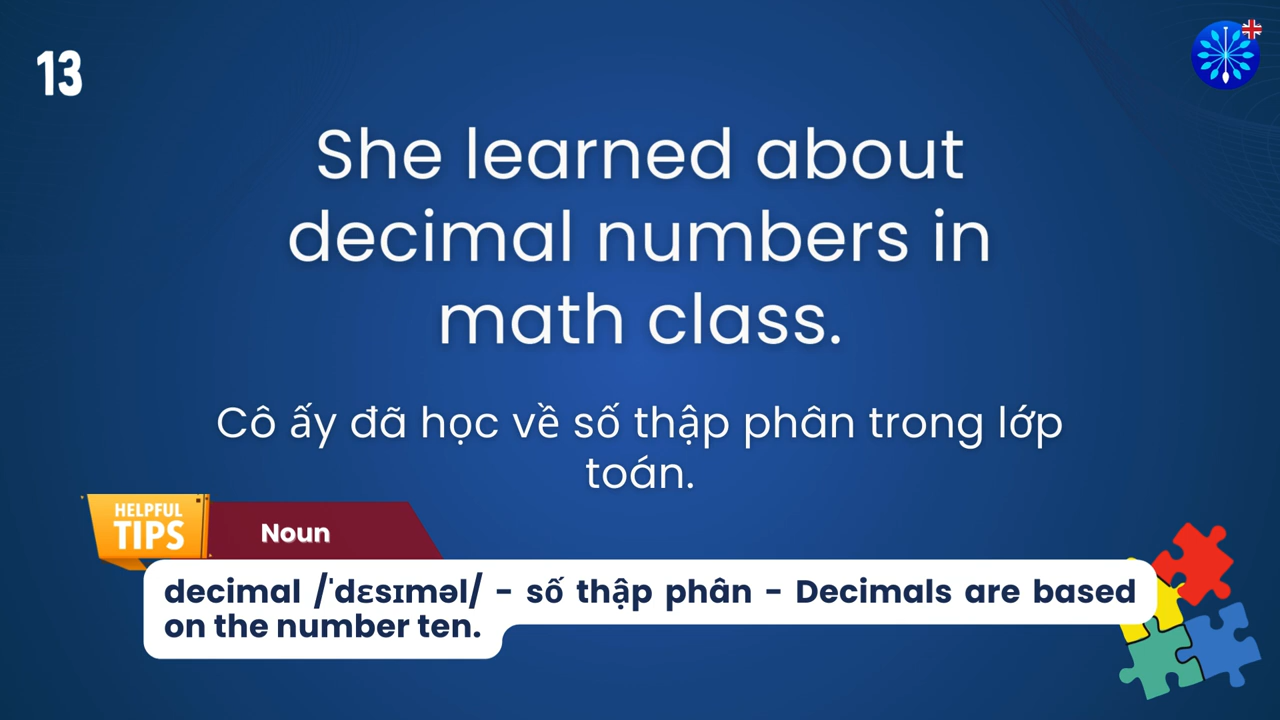 13
She learned about
decimal numbers in
math class.
Cô ấy đã học về số thập phân trong lớp
toán.
HELPFUL
TIPS
Noun
decimal /ˈdɛsɪməl/ - số thập phân - Decimals are based
on the number ten.